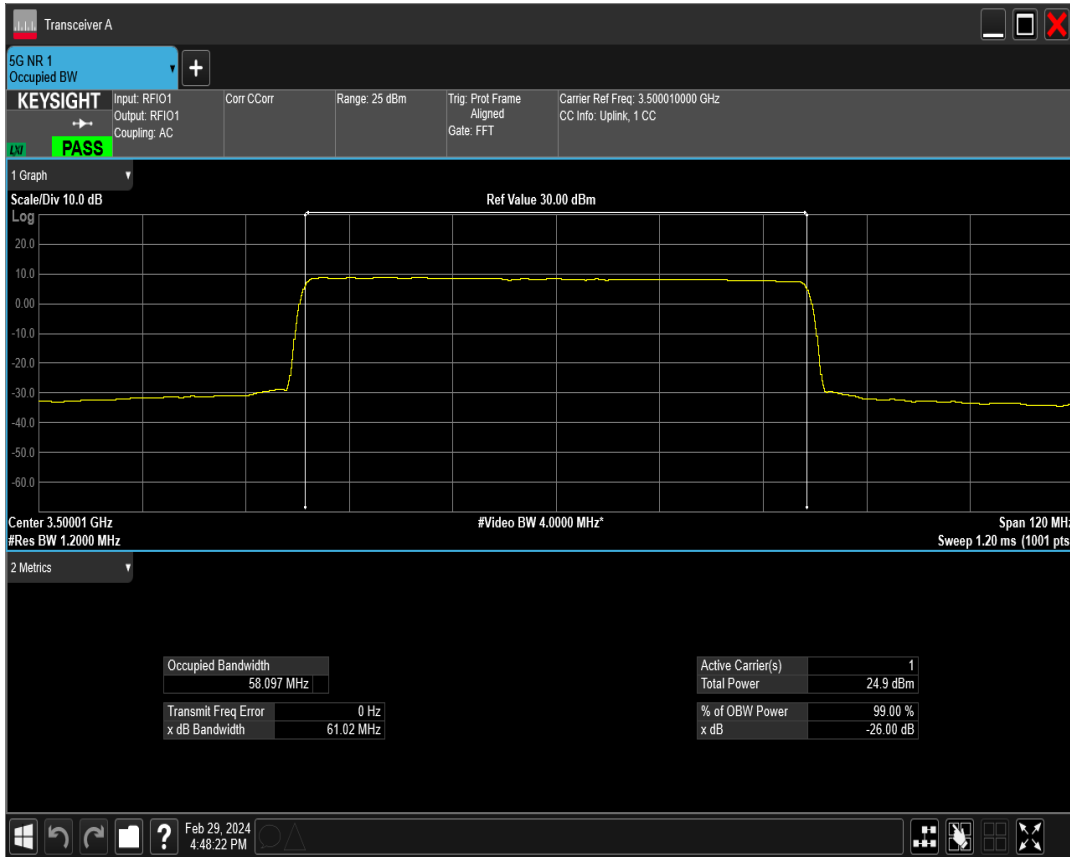 Transceiver A
5G NR 1
Occupied BW
+
KEYSIGHT
LXI
PASS
Input: RFIO1
Output: RFIO1
Coupling: AC
Corr CCorr
Range: 25 dBm
Trig: Prot Frame
Aligned
Gate: FFT
Carrier Ref Freq: 3.500010000 GHz
CC Info: Uplink, 1 CC
1 Graph
Scale/Div 10.0 dB
Ref Value 30.00 dBm
Log
20.0
10.0
0.00
-10.0
-20.0
-30.0
-40.0
-50.0
-60.0
Center 3.50001 GHz
#Video BW 4.0000 MHz*
Span 120 MHz
#Res BW 1.2000 MHz
Sweep 1.20 ms (1001 pts
2 Metrics
Occupied Bandwidth
58.097 MHz
Transmit Freq Error 0 Hz
x dB Bandwidth 61.02 MHz
Active Carrier(s) 1
Total Power 24.9 dBm
% of OBW Power 99.00 %
x dB -26.00 dB
?
Feb 29, 2024
4:48:22 PM